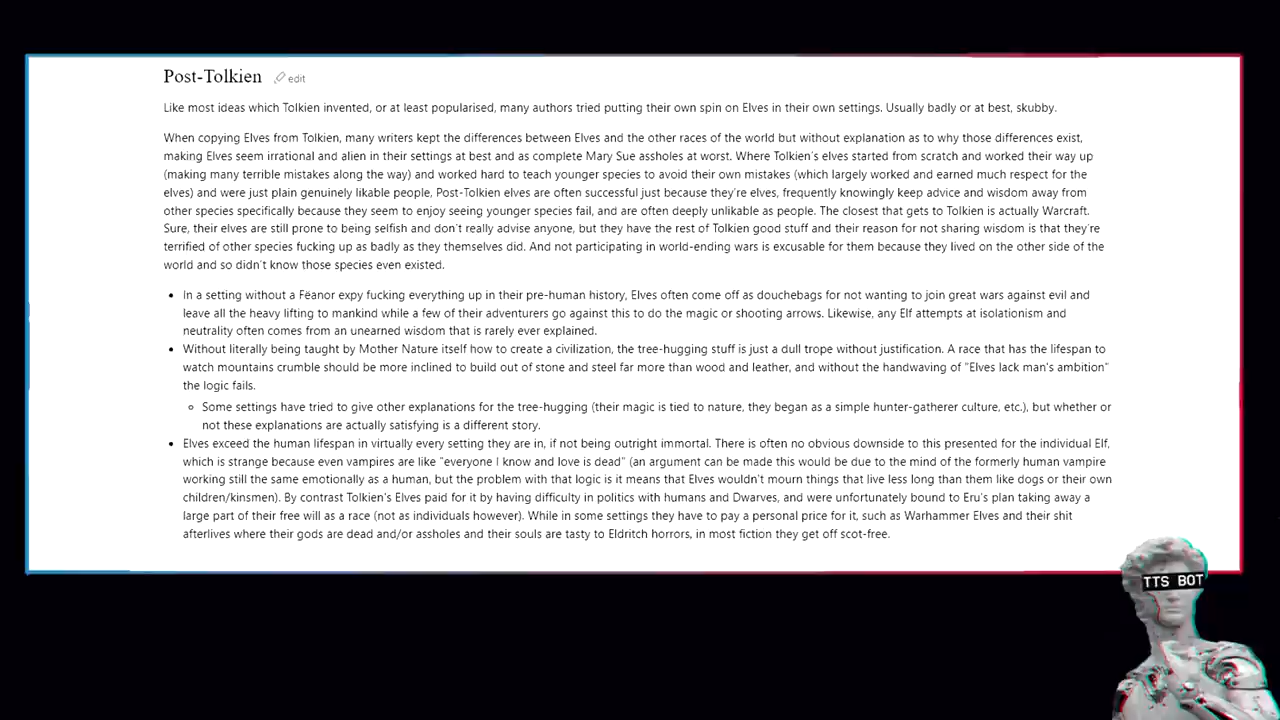 Post-Tolkien edit
Like most ideas which Tolkien invented, or at least popularised, many authors tried putting their own spin on Elves in their own settings. Usually badly or at best, skubby.
When copying Elves from Tolkien, many writers kept the differences between Elves and the other races of the world but without explanation as to why those differences exist,
making Elves seem irrational and alien in their settings at best and as complete Mary Sue assholes at worst. Where Tolkien's elves started from scratch and worked their way up
(making many terrible mistakes along the way) and worked hard to teach younger species to avoid their own mistakes (which largely worked and earned much respect for the
elves) and were just plain genuinely likable people, Post-Tolkien elves are often successful just because they're elves, frequently knowingly keep advice and wisdom away from
other species specifically because they seem to enjoy seeing younger species fail, and are often deeply unlikable as people. The closest that gets to Tolkien is actually Warcraft.
Sure, their elves are still prone to being selfish and don't really advise anyone, but they have the rest of Tolkien good stuff and their reason for not sharing wisdom is that they're
terrified of other species fucking up as badly as they themselves did. And not participating in world-ending wars is excusable for them because they lived on the other side of the
world and so didn't know those species even existed.
• In a setting without a Fëanor expy fucking everything up in their pre-human history, Elves often come off as douchebags for not wanting to join great wars against evil and
leave all the heavy lifting to mankind while a few of their adventurers go against this to do the magic or shooting arrows. Likewise, any Elf attempts at isolationism and
neutrality often comes from an unearned wisdom that is rarely ever explained.
• Without literally being taught by Mother Nature itself how to create a civilization, the tree-hugging stuff is just a dull trope without justification. A race that has the lifespan to
watch mountains crumble should be more inclined to build out of stone and steel far more than wood and leather, and without the handwaving of "Elves lack man's ambition"
the logic fails.
◦ Some settings have tried to give other explanations for the tree-hugging (their magic is tied to nature, they began as a simple hunter-gatherer culture, etc.), but whether or
not these explanations are actually satisfying is a different story.
• Elves exceed the human lifespan in virtually every setting they are in, if not being outright immortal. There is often no obvious downside to this presented for the individual Elf,
which is strange because even vampires are like "everyone I know and love is dead" (an argument can be made this would be due to the mind of the formerly human vampire
working still the same emotionally as a human, but the problem with that logic is it means that Elves wouldn't mourn things that live less long than them like dogs or their own
children/kinsmen). By contrast Tolkien's Elves paid for it by having difficulty in politics with humans and Dwarves, and were unfortunately bound to Eru's plan taking away a
large part of their free will as a race (not as individuals however). While in some settings they have to pay a personal price for it, such as Warhammer Elves and their shit
afterlives where their gods are dead and/or assholes and their souls are tasty to Eldritch horrors, in most fiction they get off scot-free.
TTS BOT